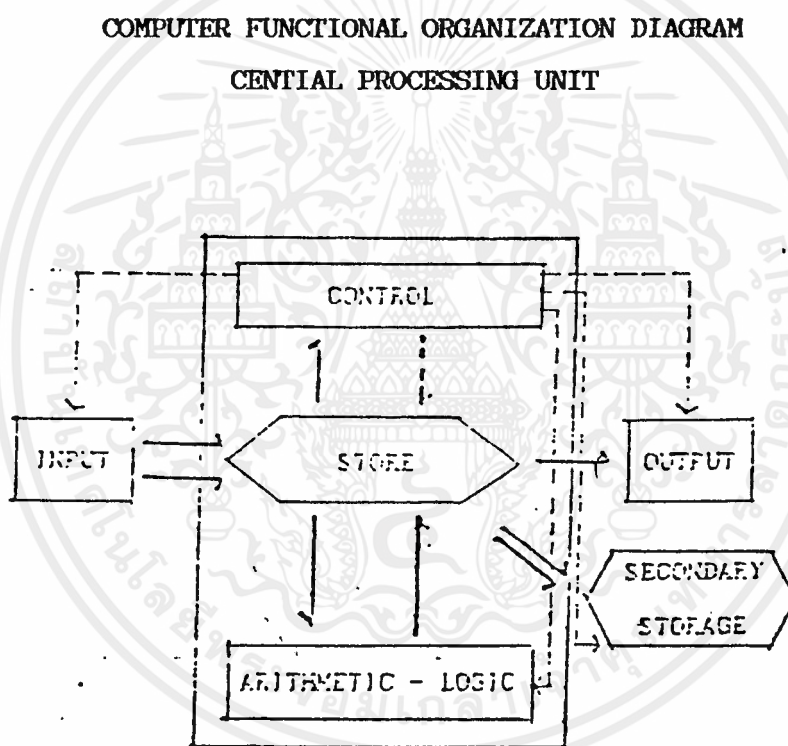 COMPUTER FUNCTIONAL ORGANIZATION DIAGRAM
CENTIAL PROCESSING UNIT
CONTROL
INPUT
STORE
OUTPUT
SECONDARY
STORAGE
ARITHMETIC - LOGIC